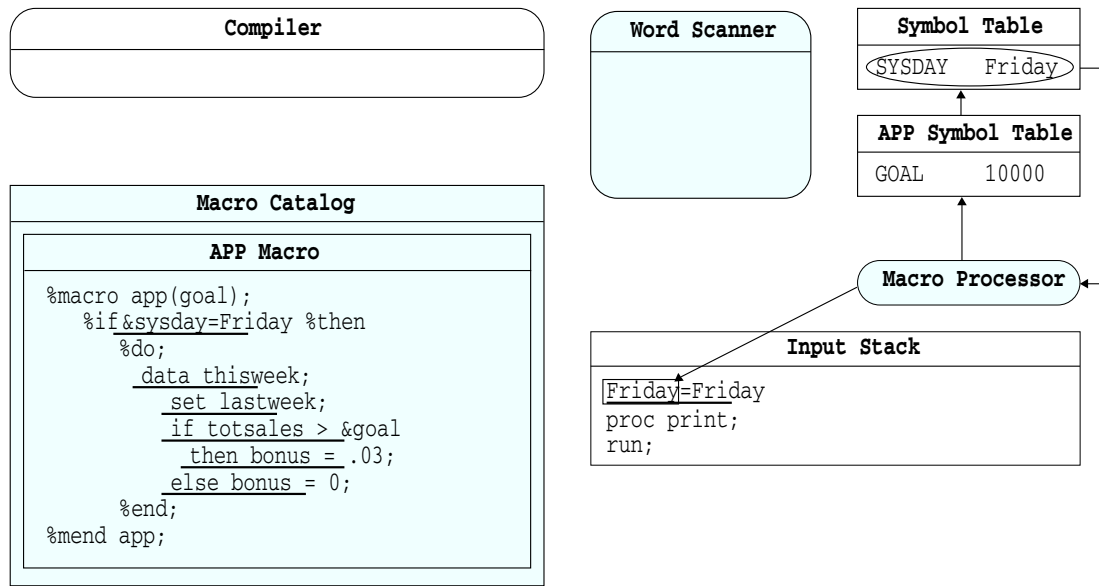 Compiler
Word Scanner
Symbol Table
SYSDAY Friday
APP Symbol Table
GOAL 10000
Macro Catalog
APP Macro
%macro app(goal);
%if &sysday=Friday %then
%do;
data thisweek;
set lastweek;
if totsales > &goal
then bonus = .03;
else bonus = 0;
%end;
%mend app;
Macro Processor
Input Stack
Friday=Friday
proc print;
run;